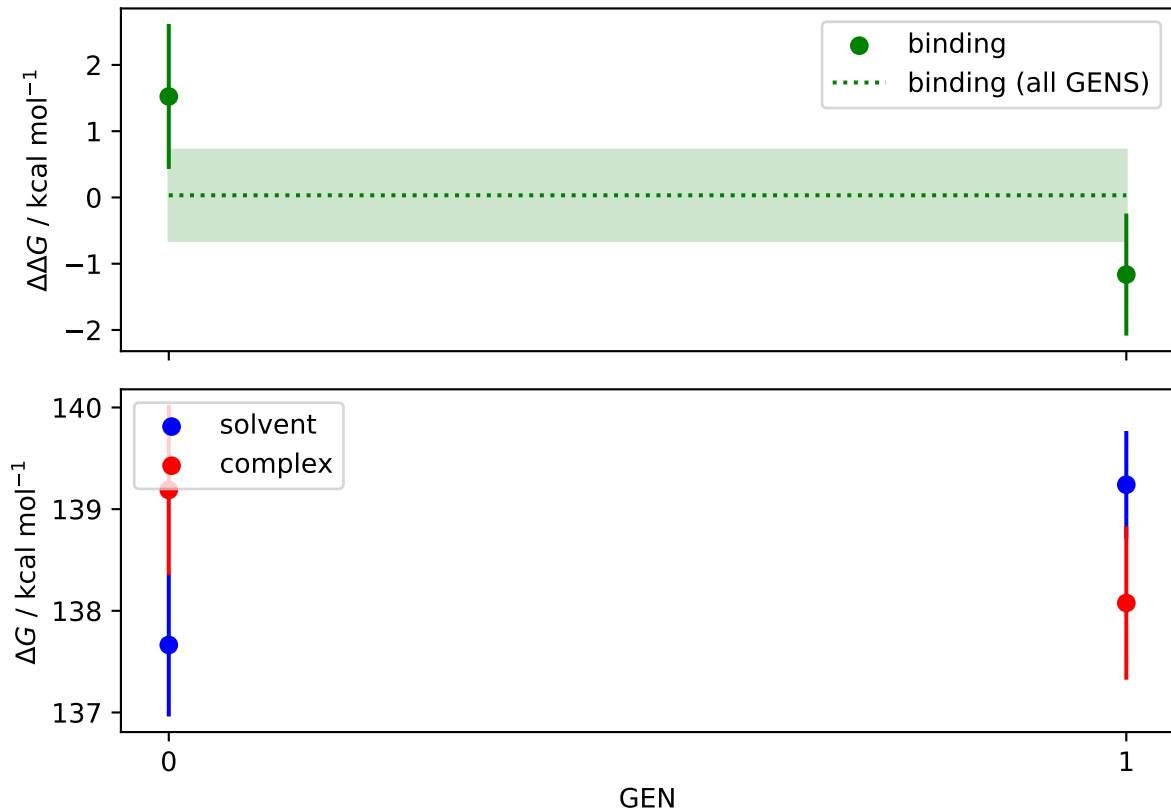 ΔΔG / kcal mol⁻¹
2
1
0
−1
−2
binding
binding (all GENS)
ΔG / kcal mol⁻¹
140
139
138
137
solvent
complex
0
1
GEN